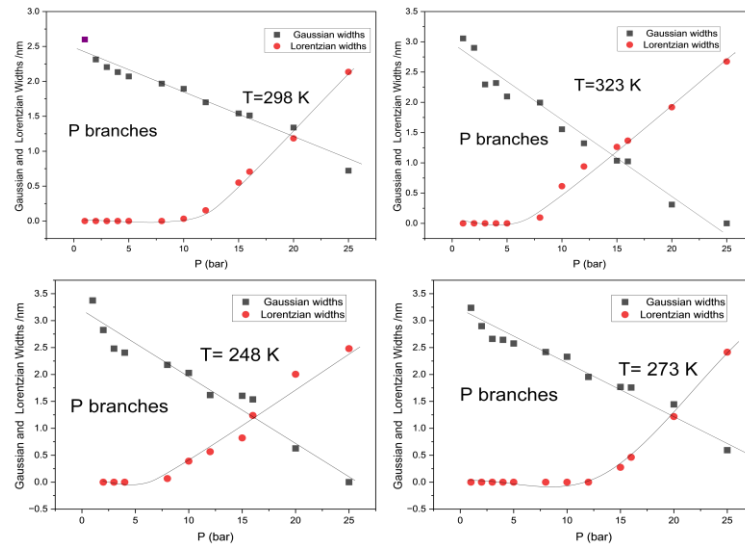 3.0
2.5
2.0
1.5
1.0
0.5
0.0
Gaussian and Lorentzian Widths/nm
Gaussian widths
Lorentzian widths
T=298 K
P branches
0 5 10 15 20 25
P (bar)
3.5
3.0
2.5
2.0
1.5
1.0
0.5
0.0
Gaussian and Lorentzian Widths /nm
Gaussian widths
Lorentzian widths
T=323 K
P branches
0 5 10 15 20 25
P (bar)
3.5
3.0
2.5
2.0
1.5
1.0
0.5
0.0
-0.5
Gaussian and Lorentzian Widths /nm
Gaussian widths
Lorentzian widths
T= 248 K
P branches
0 5 10 15 20 25
P (bar)
3.5
3.0
2.5
2.0
1.5
1.0
0.5
0.0
-0.5
Gaussian and Lorentzian Widths /nm
Gaussian widths
Lorentzian widths
T= 273 K
P branches
0 5 10 15 20 25
P (bar)